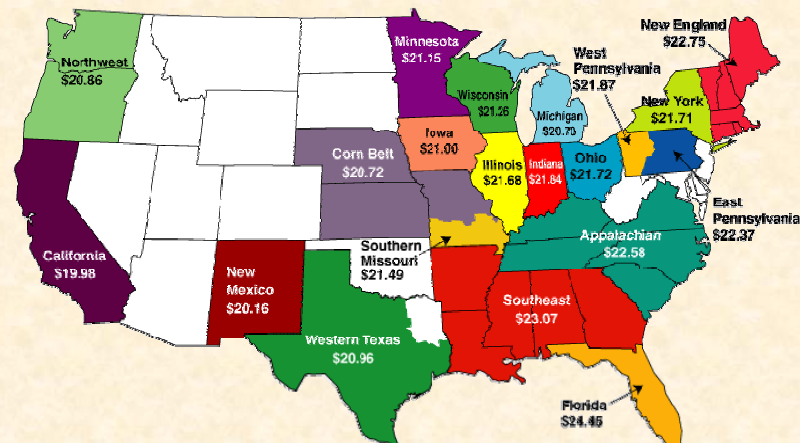 New England
$22.75
Minnesota
$21.15
West
Pennsylvania
$21.87
Northwest
$20.86
Wisconsin
$21.26
Michigan
$20.73
New York
$21.71
Iowa
$21.00
Corn Belt
$20.72
Illinois
$21.68
Indiana
$21.84
Ohio
$21.72
East
Pennsylvania
$22.37
Appalachian
$22.58
Southern
Missouri
$21.49
California
$19.98
New
Mexico
$20.16
Southeast
$23.07
Western Texas
$20.96
Florida
$24.45